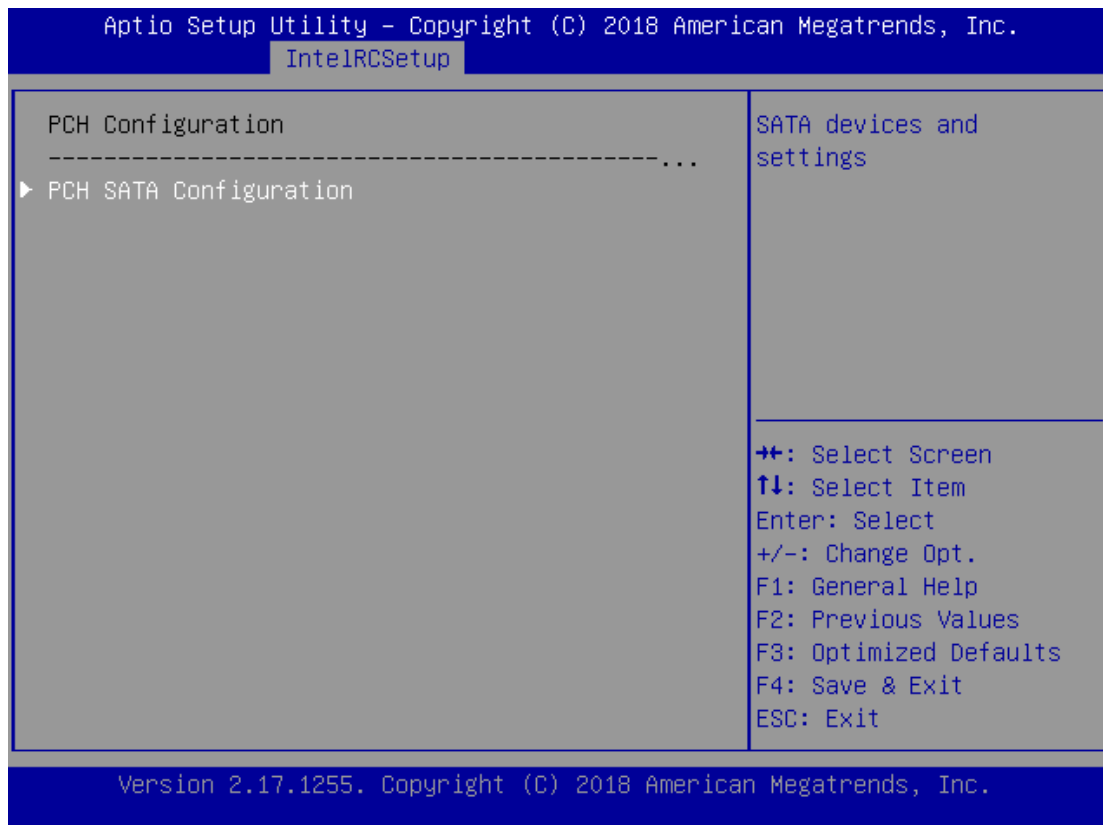 Aptio Setup Utility – Copyright (C) 2018 American Megatrends, Inc.
IntelRCSetup
PCH Configuration
--------------------------------------------...
▶ PCH SATA Configuration
SATA devices and
settings
→←: Select Screen
↑↓: Select Item
Enter: Select
+/-: Change Opt.
F1: General Help
F2: Previous Values
F3: Optimized Defaults
F4: Save & Exit
ESC: Exit
Version 2.17.1255. Copyright (C) 2018 American Megatrends, Inc.